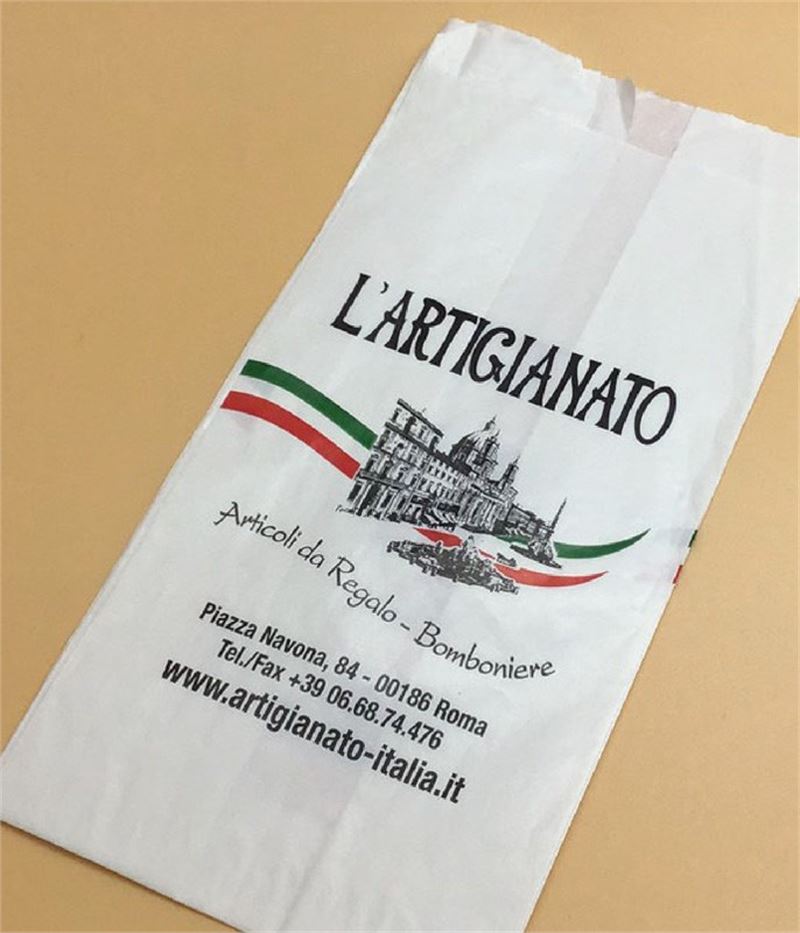 L'ARTIGIANATO
Articoli da Regalo - Bomboniere
Piazza Navona, 84 - 00186 Roma
Tel./Fax +39 06.68.74.476
www.artigianato-italia.it